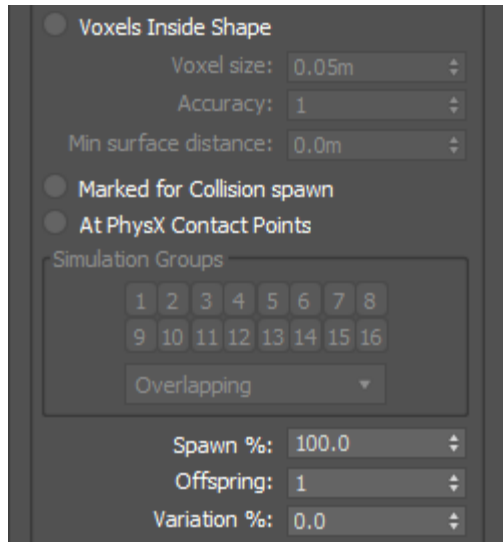 Voxels Inside Shape
Voxel size: 0.05m
Accuracy: 1
Min surface distance: 0.0m
Marked for Collision spawn
At PhysX Contact Points
Simulation Groups
1 2 3 4 5 6 7 8
9 10 11 12 13 14 15 16
Overlapping
Spawn %: 100.0
Offspring: 1
Variation %: 0.0